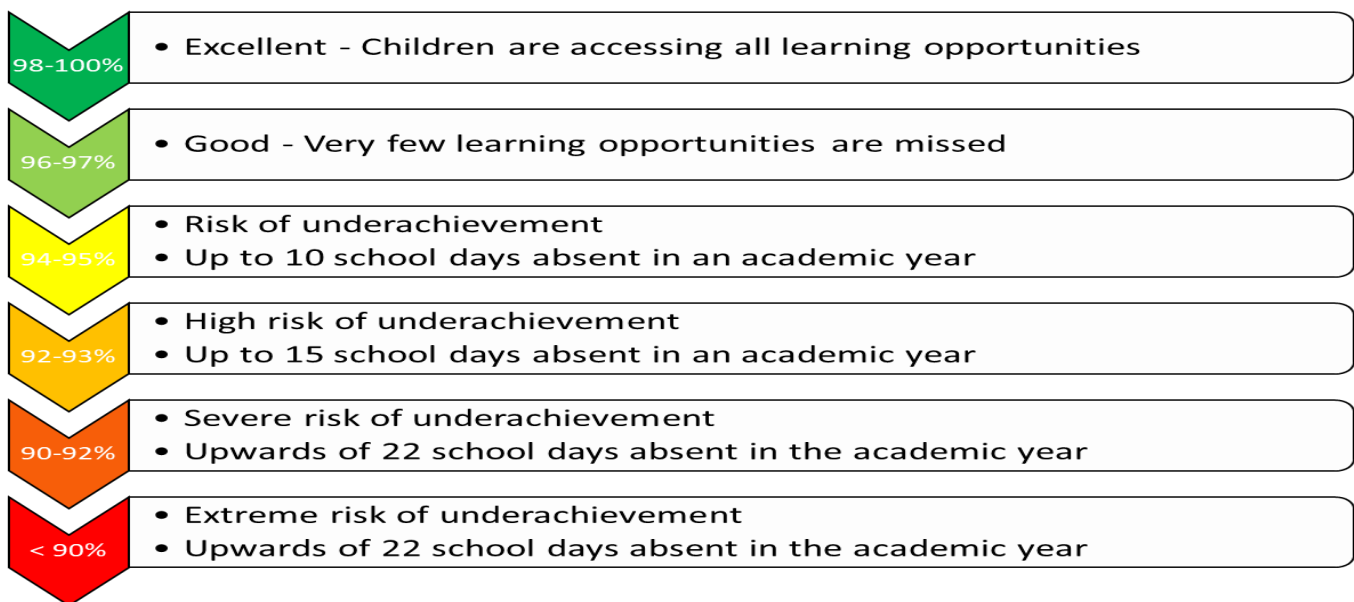 98-100%
• Excellent - Children are accessing all learning opportunities
96-97%
• Good - Very few learning opportunities are missed
94-95%
• Risk of underachievement
• Up to 10 school days absent in an academic year
92-93%
• High risk of underachievement
• Up to 15 school days absent in an academic year
90-92%
• Severe risk of underachievement
• Upwards of 22 school days absent in the academic year
< 90%
• Extreme risk of underachievement
• Upwards of 22 school days absent in the academic year